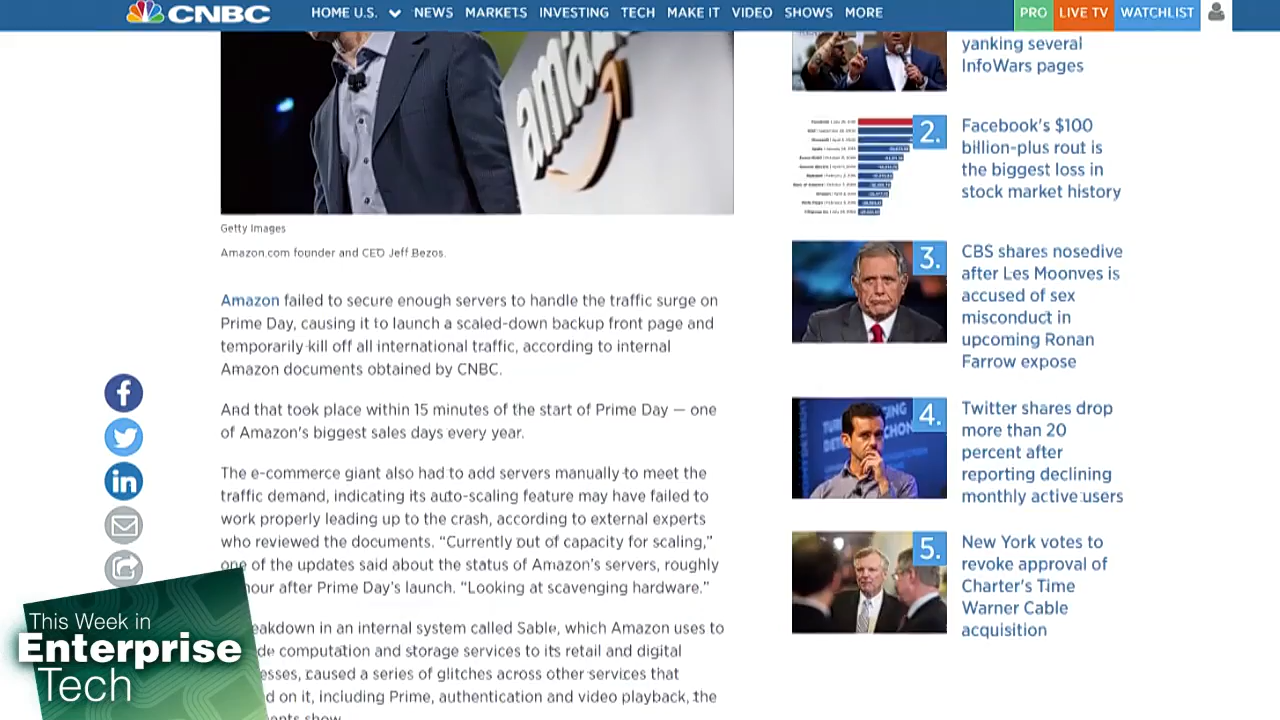 CNBC
HOME U.S. NEWS MARKETS INVESTING TECH MAKE IT VIDEO SHOWS MORE
PRO LIVE TV WATCHLIST
Getty Images
Amazon.com founder and CEO Jeff Bezos.
Amazon failed to secure enough servers to handle the traffic surge on
Prime Day, causing it to launch a scaled-down backup front page and
temporarily kill off all international traffic, according to internal
Amazon documents obtained by CNBC.
And that took place within 15 minutes of the start of Prime Day — one
of Amazon's biggest sales days every year.
The e-commerce giant also had to add servers manually to meet the
traffic demand, indicating its auto-scaling feature may have failed to
work properly leading up to the crash, according to external experts
who reviewed the documents. “Currently out of capacity for scaling,”
one of the updates said about the status of Amazon's servers, roughly
hour after Prime Day's launch. “Looking at scavenging hardware.”
eakdown in an internal system called Sable, which Amazon uses to
de computation and storage services to its retail and digital
esses, caused a series of glitches across other services that
d on it, including Prime, authentication and video playback, the
ents show.
yanking several
InfoWars pages
2.
Facebook's $100
billion-plus rout is
the biggest loss in
stock market history
3.
CBS shares nosedive
after Les Moonves is
accused of sex
misconduct in
upcoming Ronan
Farrow expose
4.
Twitter shares drop
more than 20
percent after
reporting declining
monthly active users
5.
New York votes to
revoke approval of
Charter's Time
Warner Cable
acquisition
This Week in
Enterprise
Tech